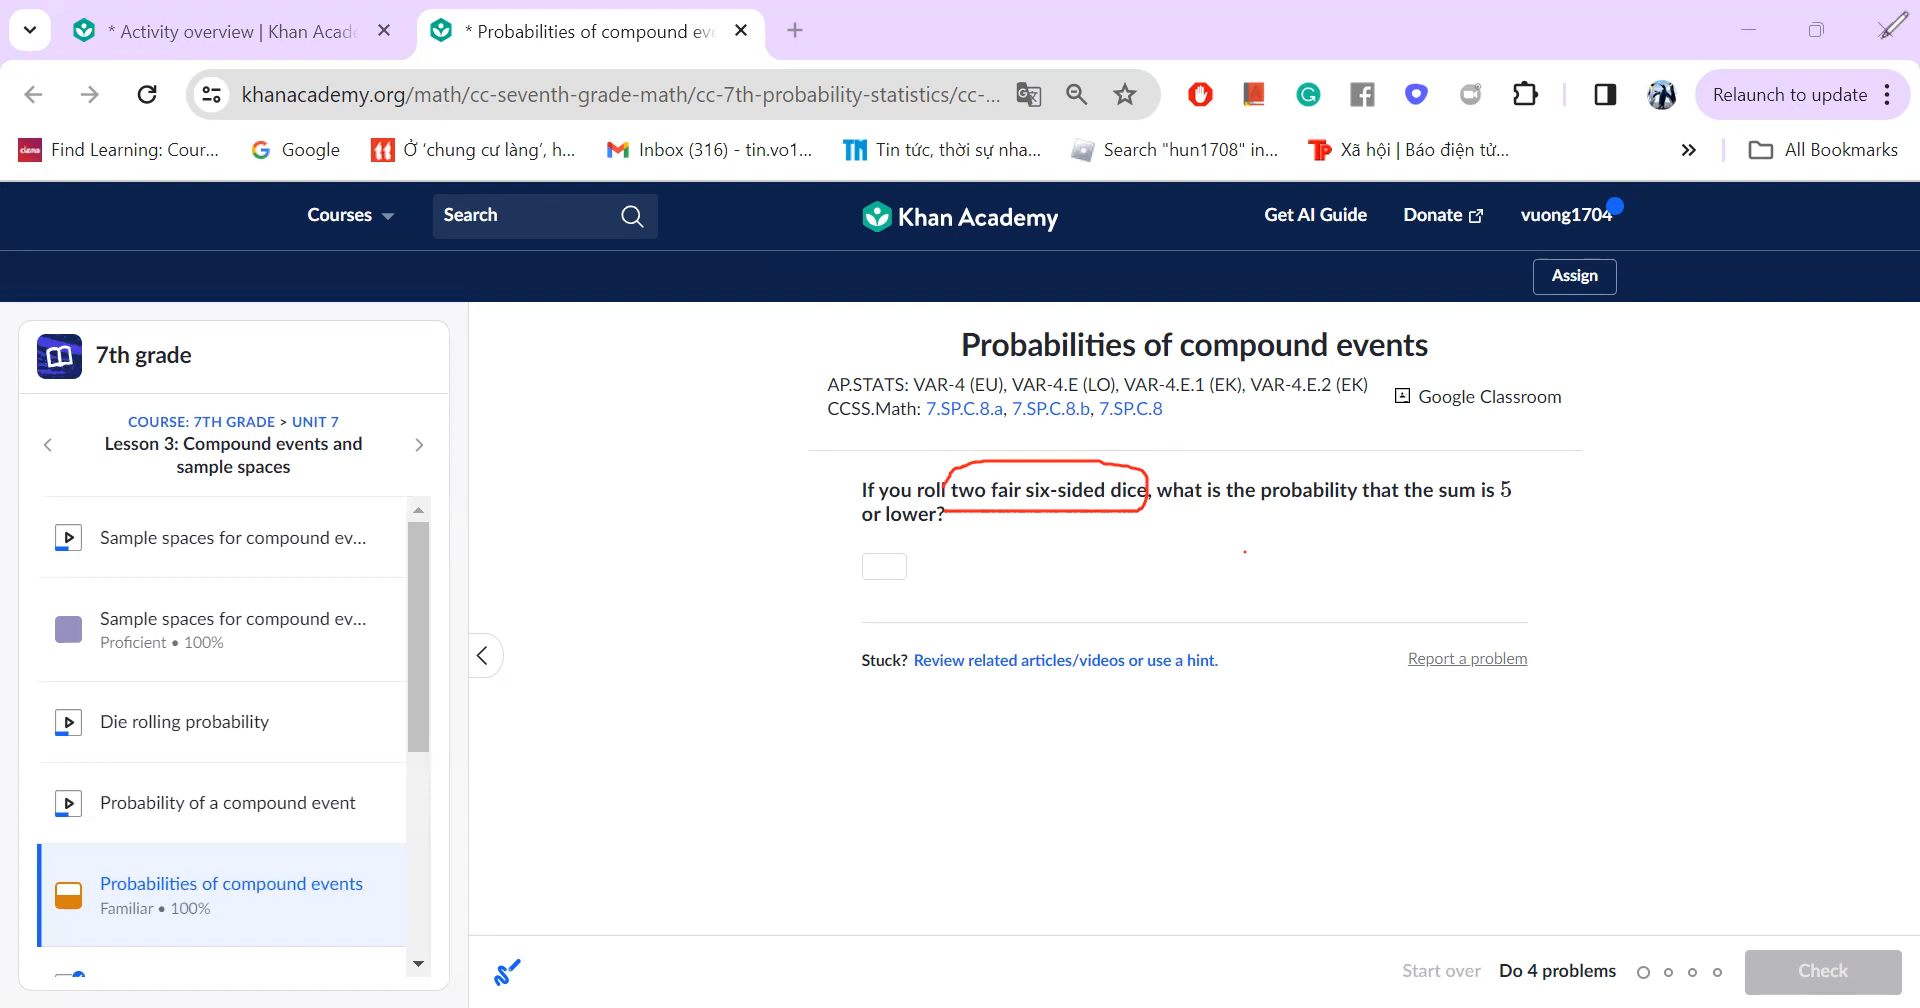 * Activity overview | Khan Acade
* Probabilities of compound eve
khanacademy.org/math/cc-seventh-grade-math/cc-7th-probability-statistics/cc-...
Relaunch to update
Find Learning: Cour...
Google
Ở 'chung cư làng', h...
Inbox (316) - tin.vo1...
Tin tức, thời sự nha...
Search "hun1708" in...
Xã hội | Báo điện tử...
All Bookmarks
Courses
Search
Khan Academy
Get AI Guide
Donate
vuong1704
Assign
7th grade
COURSE: 7TH GRADE > UNIT 7
Lesson 3: Compound events and
sample spaces
Sample spaces for compound ev...
Sample spaces for compound ev...
Proficient • 100%
Die rolling probability
Probability of a compound event
Probabilities of compound events
Familiar • 100%
Probabilities of compound events
AP.STATS: VAR‑4 (EU), VAR‑4.E (LO), VAR‑4.E.1 (EK), VAR‑4.E.2 (EK)
CCSS.Math: 7.SP.C.8.a, 7.SP.C.8.b, 7.SP.C.8
Google Classroom
If you roll two fair six-sided dice, what is the probability that the sum is 5
or lower?
Stuck? Review related articles/videos or use a hint.
Report a problem
Start over
Do 4 problems
Check